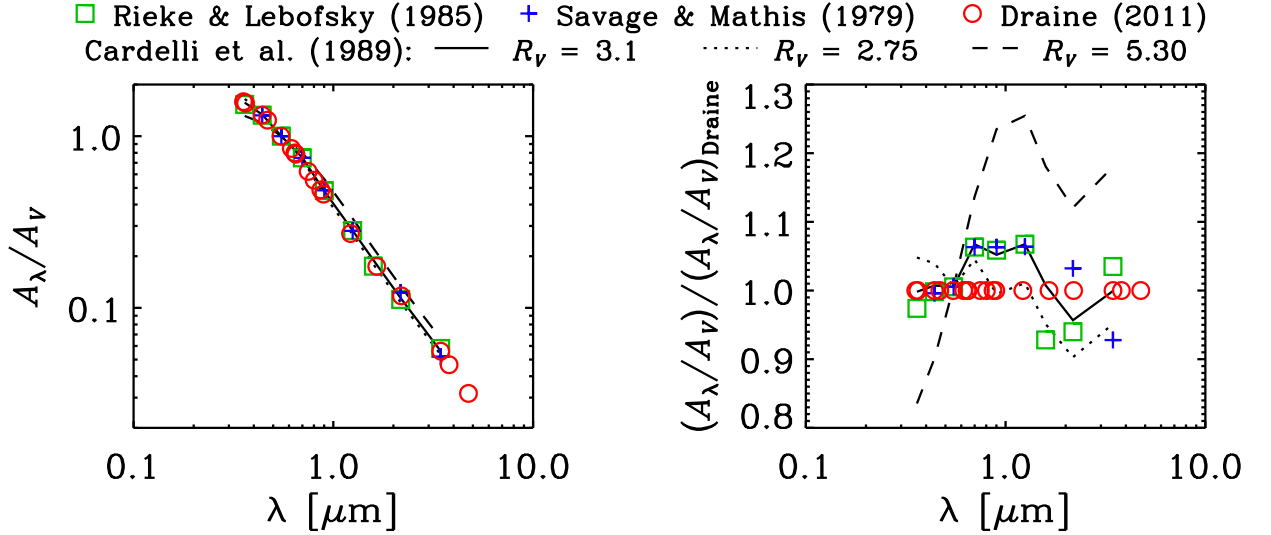 Rieke & Lebofsky (1985) Savage & Mathis (1979) Draine (2011)
Cardelli et al. (1989): R_V = 3.1 R_V = 2.75 R_V = 5.30
A_λ/A_V
1.0
0.1
0.1 1.0 10.0
λ [μm]
(A_λ/A_V)/(A_λ/A_V)_Draine
1.3
1.2
1.1
1.0
0.9
0.8
0.1 1.0 10.0
λ [μm]